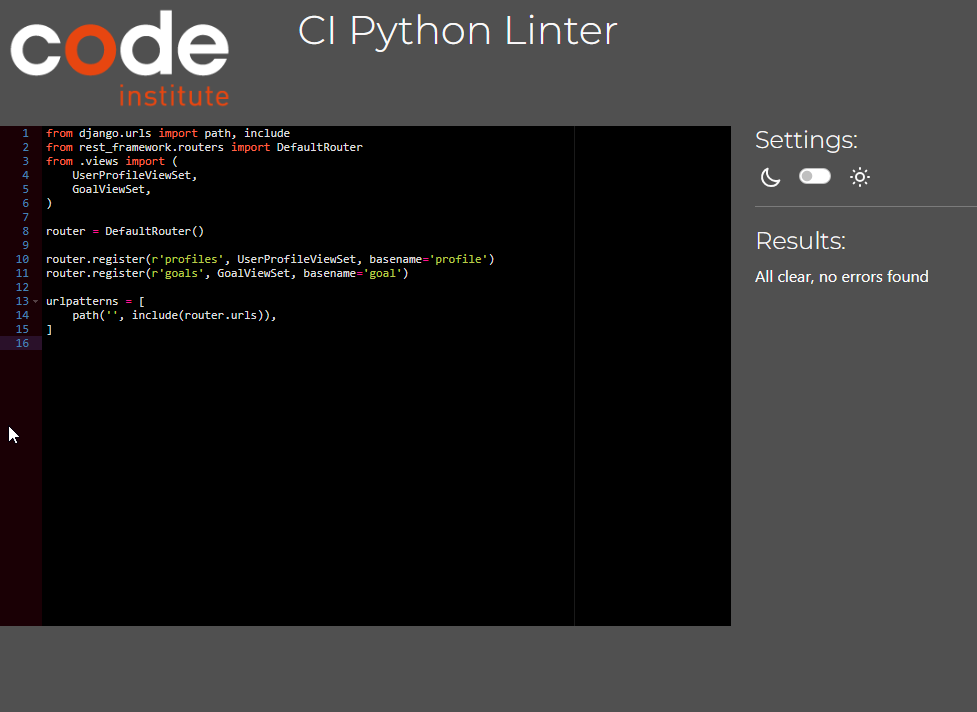 code
institute
CI Python Linter
1 from django.urls import path, include
2 from rest_framework.routers import DefaultRouter
3 from .views import (
4     UserProfileViewSet,
5     GoalViewSet,
6 )
7
8 router = DefaultRouter()
9
10 router.register(r'profiles', UserProfileViewSet, basename='profile')
11 router.register(r'goals', GoalViewSet, basename='goal')
12
13 urlpatterns = [
14     path('', include(router.urls)),
15 ]
16
Settings:
Results:
All clear, no errors found